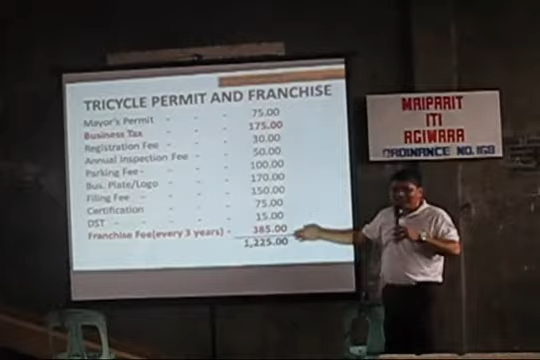 TRICYCLE PERMIT AND FRANCHISE
Mayor's Permit - - - 75.00
Business Tax - - - 175.00
Registration Fee - - - 30.00
Annual Inspection Fee - - 50.00
Parking Fee - - - 100.00
Bus. Plate/Logo - - - 170.00
Filing Fee - - - 150.00
Certification - - - 75.00
DST - - - - 15.00
Franchise Fee(every 3 years) - 385.00
1,225.00
MAIPARIT
ITI
AGIWARA
ORDINANCE NO. 168